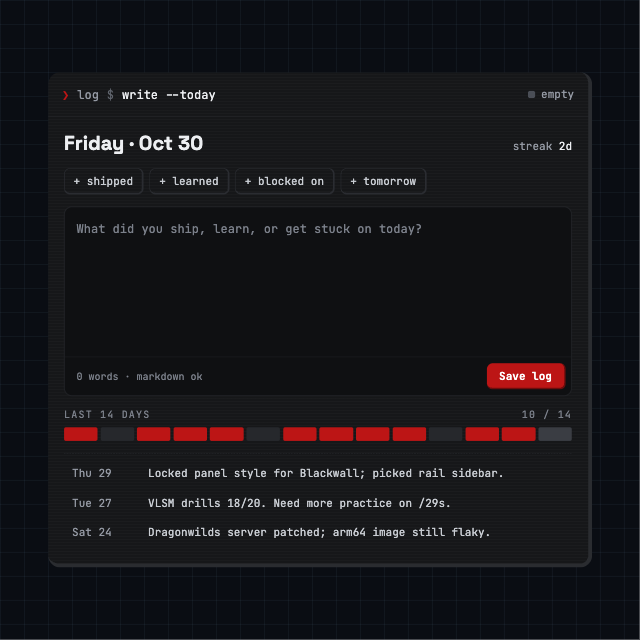 ❯ log $ write --today
empty
Friday · Oct 30
streak 2d
+ shipped + learned + blocked on + tomorrow
What did you ship, learn, or get stuck on today?
0 words · markdown ok
Save log
LAST 14 DAYS
10 / 14
Thu 29 Locked panel style for Blackwall; picked rail sidebar.
Tue 27 VLSM drills 18/20. Need more practice on /29s.
Sat 24 Dragonwilds server patched; arm64 image still flaky.